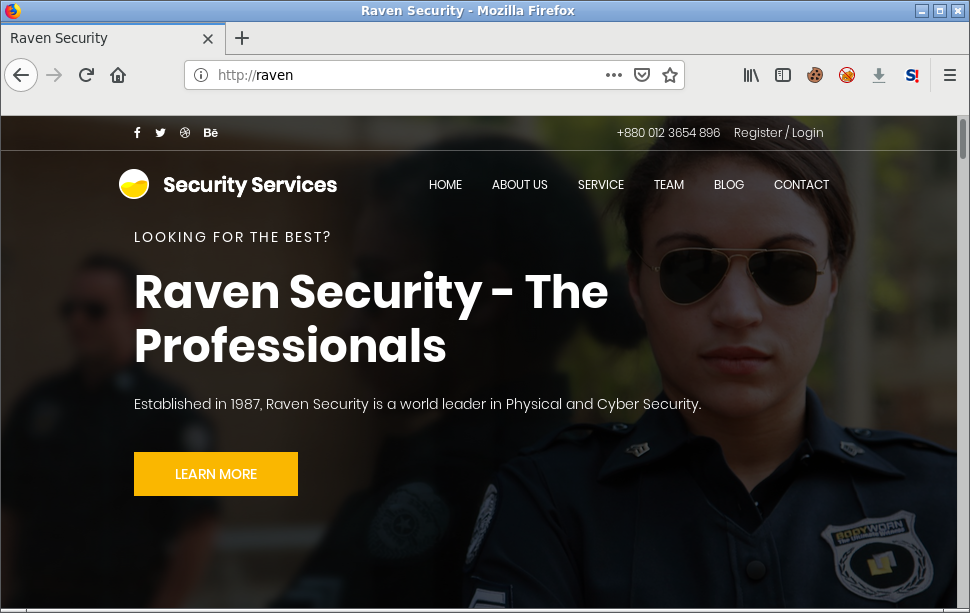 Raven Security - Mozilla Firefox
Raven Security
http://raven
S!
Bē
+880 012 3654 896 Register / Login
Security Services
HOME ABOUT US SERVICE TEAM BLOG CONTACT
LOOKING FOR THE BEST?
Raven Security - The
Professionals
Established in 1987, Raven Security is a world leader in Physical and Cyber Security.
LEARN MORE
BODYWORN